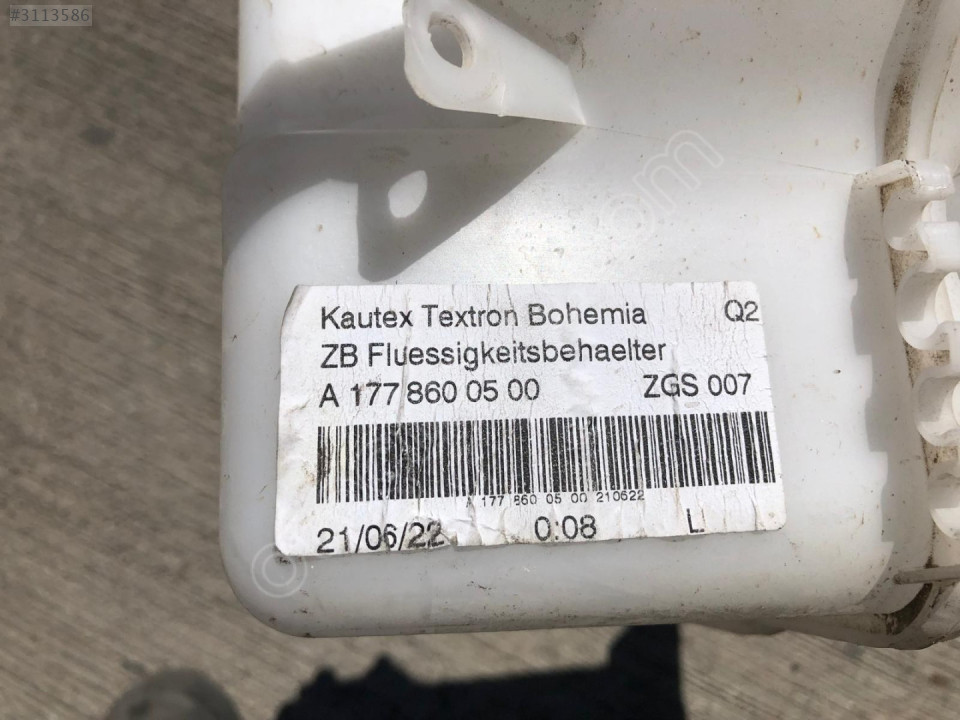 #3113586
Kautex Textron Bohemia Q2
ZB Fluessigkeitsbehaelter
A 177 860 05 00 ZGS 007
A 177 860 05 00 210622
21/06/22 0:08 L